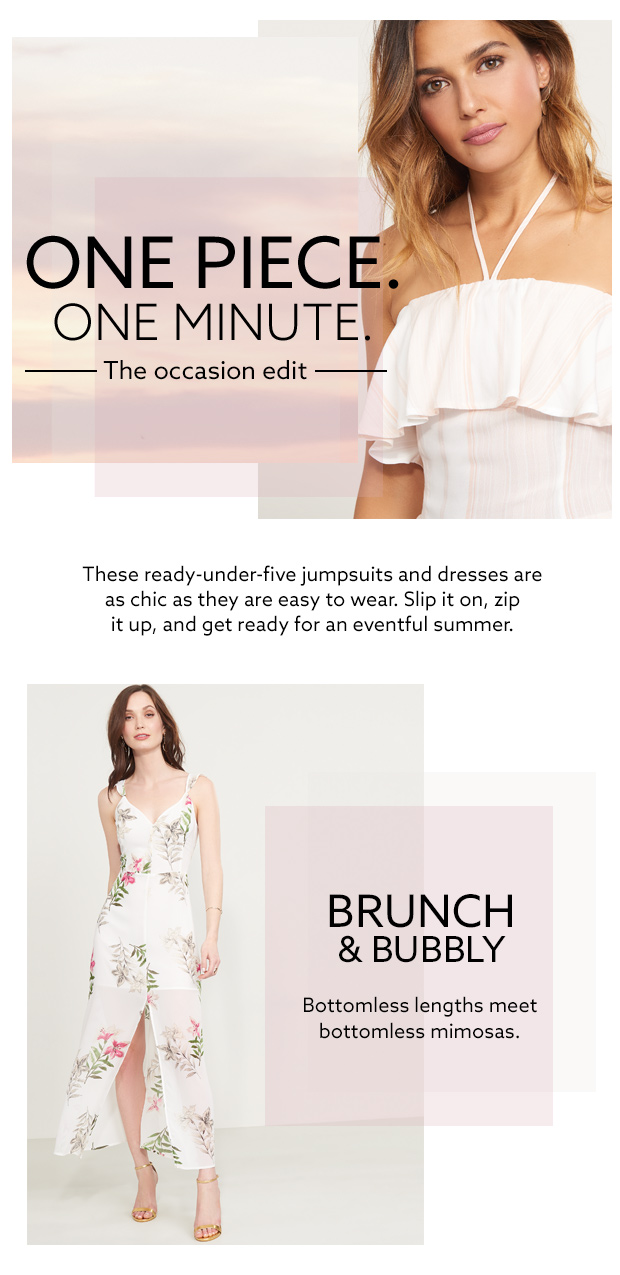 ONE PIECE.
ONE MINUTE.
The occasion edit
These ready-under-five jumpsuits and dresses are
as chic as they are easy to wear. Slip it on, zip
it up, and get ready for an eventful summer.
BRUNCH
& BUBBLY
Bottomless lengths meet
bottomless mimosas.